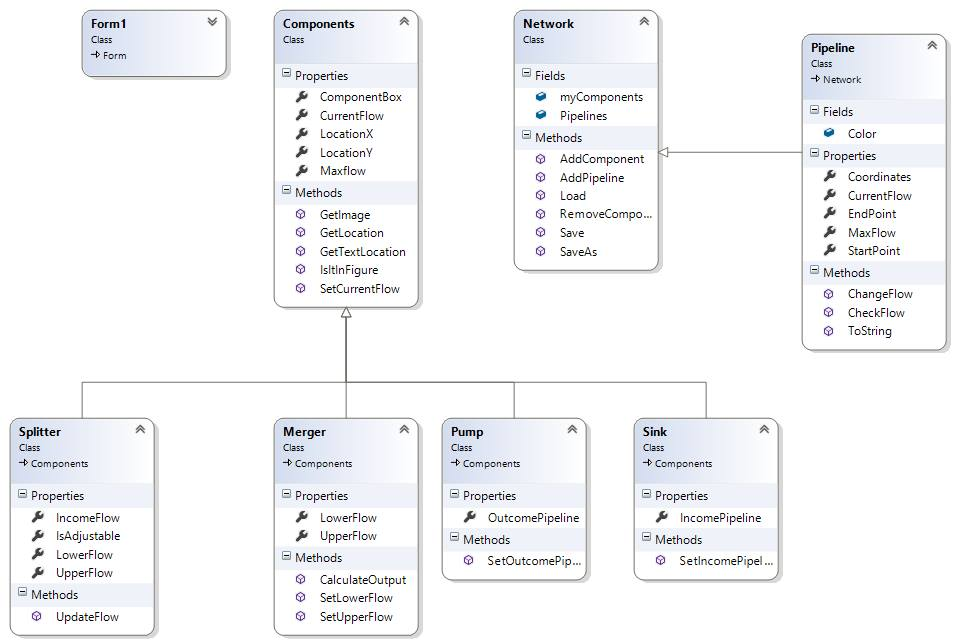 Form1
Class
Form
Components
Class
Properties
ComponentBox
CurrentFlow
LocationX
LocationY
Maxflow
Methods
GetImage
GetLocation
GetTextLocation
IsItInFigure
SetCurrentFlow
Network
Class
Fields
myComponents
Pipelines
Methods
AddComponent
AddPipeline
Load
RemoveCompo...
Save
SaveAs
Pipeline
Class
Network
Fields
Color
Properties
Coordinates
CurrentFlow
EndPoint
MaxFlow
StartPoint
Methods
ChangeFlow
CheckFlow
ToString
Splitter
Class
Components
Properties
IncomeFlow
IsAdjustable
LowerFlow
UpperFlow
Methods
UpdateFlow
Merger
Class
Components
Properties
LowerFlow
UpperFlow
Methods
CalculateOutput
SetLowerFlow
SetUpperFlow
Pump
Class
Components
Properties
OutcomePipeline
Methods
SetOutcomePip...
Sink
Class
Components
Properties
IncomePipeline
Methods
SetIncomePipel...